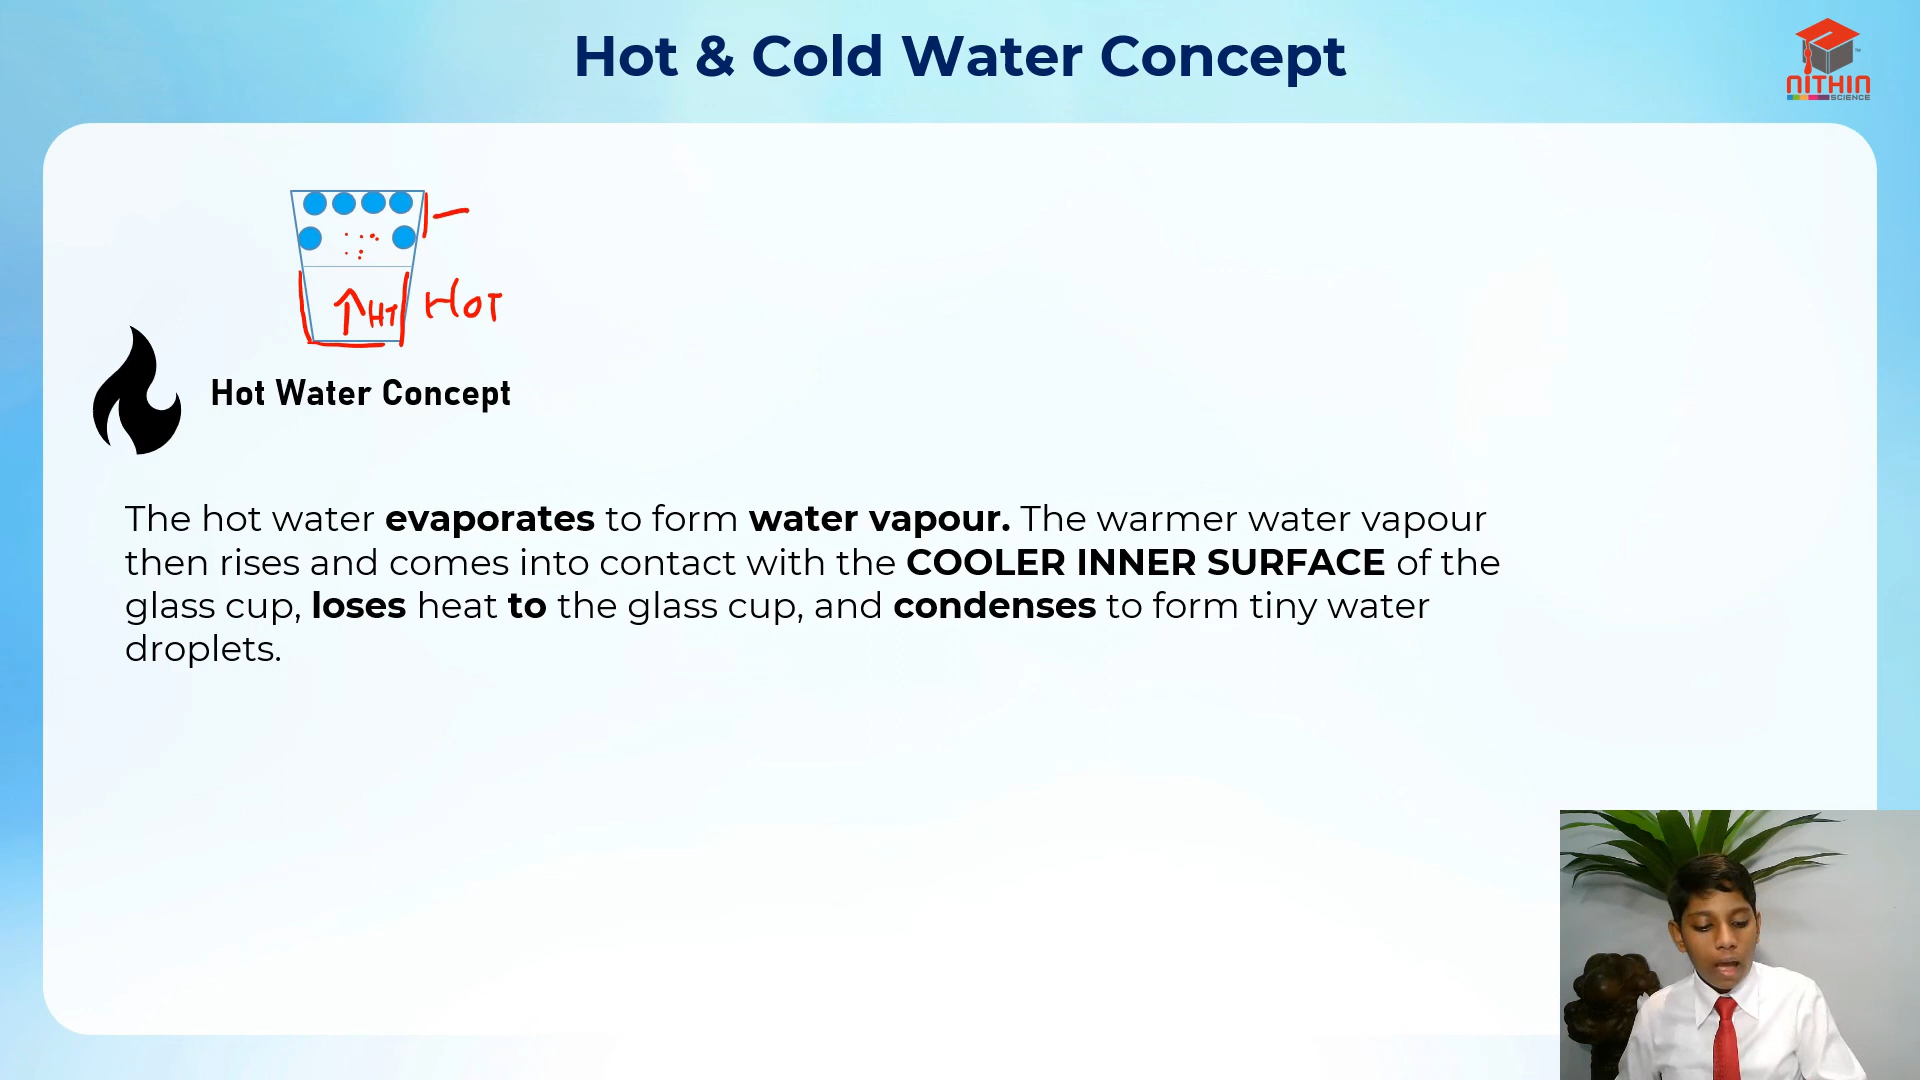 Hot & Cold Water Concept
NITHIN
SCIENCE
HT
HOT
Hot Water Concept
The hot water evaporates to form water vapour. The warmer water vapour
then rises and comes into contact with the COOLER INNER SURFACE of the
glass cup, loses heat to the glass cup, and condenses to form tiny water
droplets.